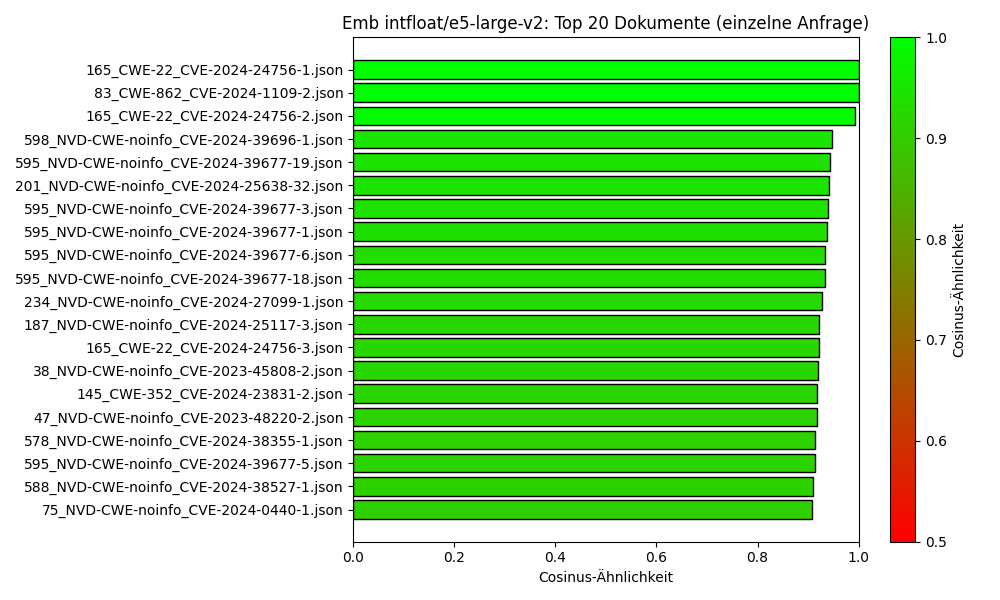 Emb intfloat/e5-large-v2: Top 20 Dokumente (einzelne Anfrage)
165_CWE-22_CVE-2024-24756-1.json
83_CWE-862_CVE-2024-1109-2.json
165_CWE-22_CVE-2024-24756-2.json
598_NVD-CWE-noinfo_CVE-2024-39696-1.json
595_NVD-CWE-noinfo_CVE-2024-39677-19.json
201_NVD-CWE-noinfo_CVE-2024-25638-32.json
595_NVD-CWE-noinfo_CVE-2024-39677-3.json
595_NVD-CWE-noinfo_CVE-2024-39677-1.json
595_NVD-CWE-noinfo_CVE-2024-39677-6.json
595_NVD-CWE-noinfo_CVE-2024-39677-18.json
234_NVD-CWE-noinfo_CVE-2024-27099-1.json
187_NVD-CWE-noinfo_CVE-2024-25117-3.json
165_CWE-22_CVE-2024-24756-3.json
38_NVD-CWE-noinfo_CVE-2023-45808-2.json
145_CWE-352_CVE-2024-23831-2.json
47_NVD-CWE-noinfo_CVE-2023-48220-2.json
578_NVD-CWE-noinfo_CVE-2024-38355-1.json
595_NVD-CWE-noinfo_CVE-2024-39677-5.json
588_NVD-CWE-noinfo_CVE-2024-38527-1.json
75_NVD-CWE-noinfo_CVE-2024-0440-1.json
0.0 0.2 0.4 0.6 0.8 1.0
Cosinus-Ähnlichkeit
1.0
0.9
0.8
0.7
0.6
0.5
Cosinus-Ähnlichkeit